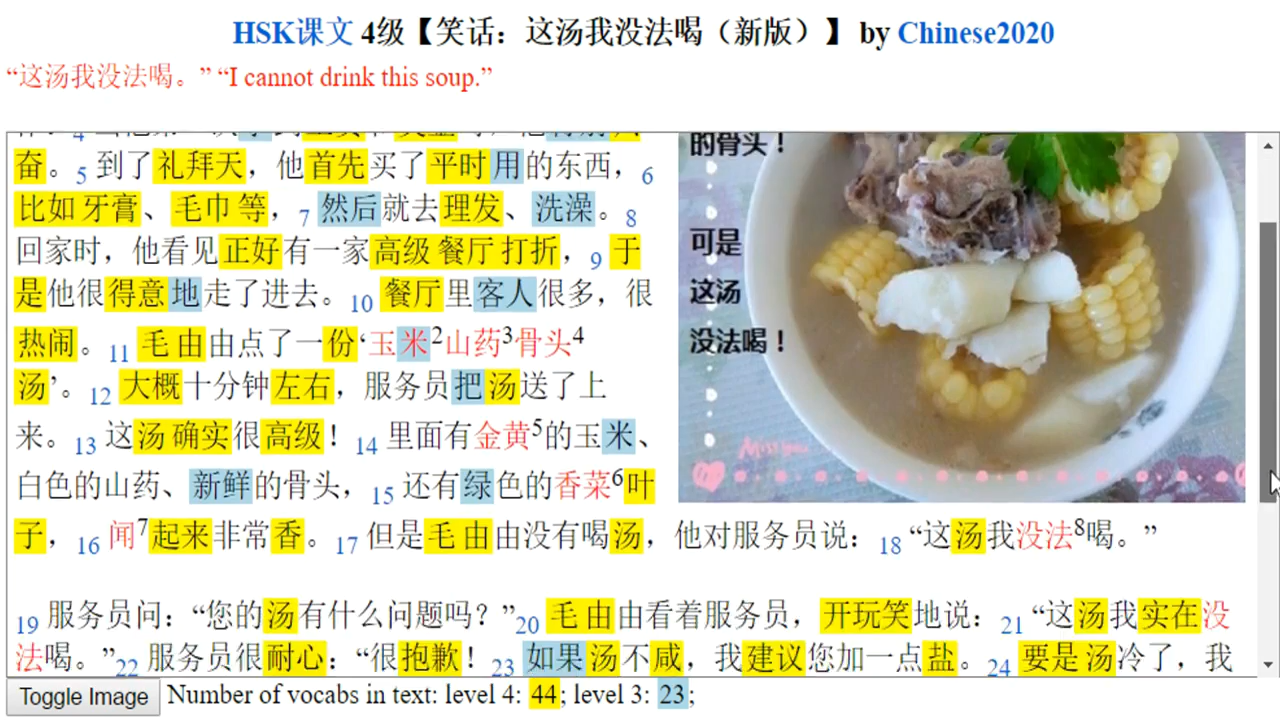 HSK课文 4级【笑话：这汤我没法喝（新版）】 by Chinese2020
“这汤我没法喝。” “I cannot drink this soup.”
奋。5 到了礼拜天，他首先买了平时用的东西，6
比如牙膏、毛巾等，7 然后就去理发、洗澡。8
回家时，他看见正好有一家高级餐厅打折，9 于
是他很得意地走了进去。10 餐厅里客人很多，很
热闹。11 毛由由点了一份‘玉米2山药3骨头4
汤’。12 大概十分钟左右，服务员把汤送了上
来。13 这汤确实很高级！14 里面有金黄5的玉米、
白色的山药、新鲜的骨头，15 还有绿色的香菜6叶
子，16 闻7起来非常香。17 但是毛由由没有喝汤，他对服务员说：18 “这汤我没法8喝。”
19 服务员问：“您的汤有什么问题吗？”20 毛由由看着服务员，开玩笑地说：21 “这汤我实在没
法喝。”22 服务员很耐心：“很抱歉！23 如果汤不咸，我建议您加一点盐。24 要是汤冷了，我
的骨头！
可是
这汤
没法喝！
Toggle Image Number of vocabs in text: level 4: 44; level 3: 23;